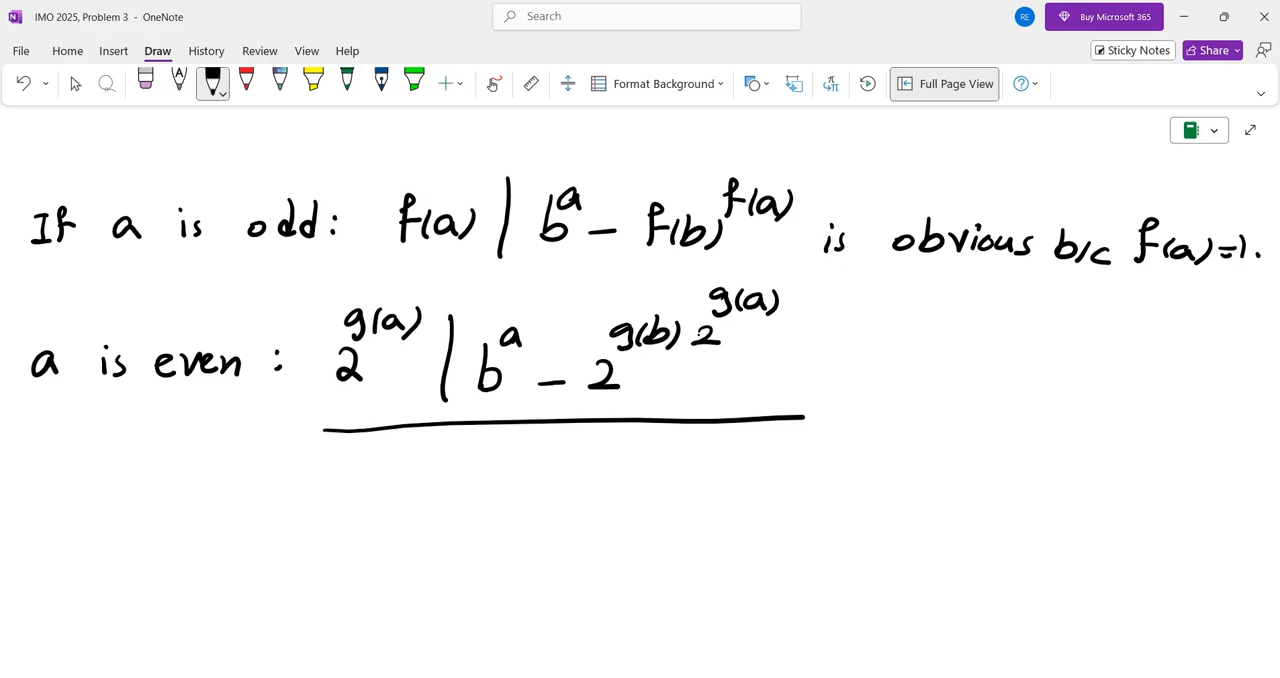 IMO 2025, Problem 3 - OneNote
Search
RE
Buy Microsoft 365
File Home Insert Draw History Review View Help
Sticky Notes
Share
A
Format Background
Full Page View
If a is odd: f(a) | b^a - f(b)^{f(a)} is obvious b/c f(a)=1.
a is even: 2^{g(a)} | b^a - 2^{g(b) 2^{g(a)}}